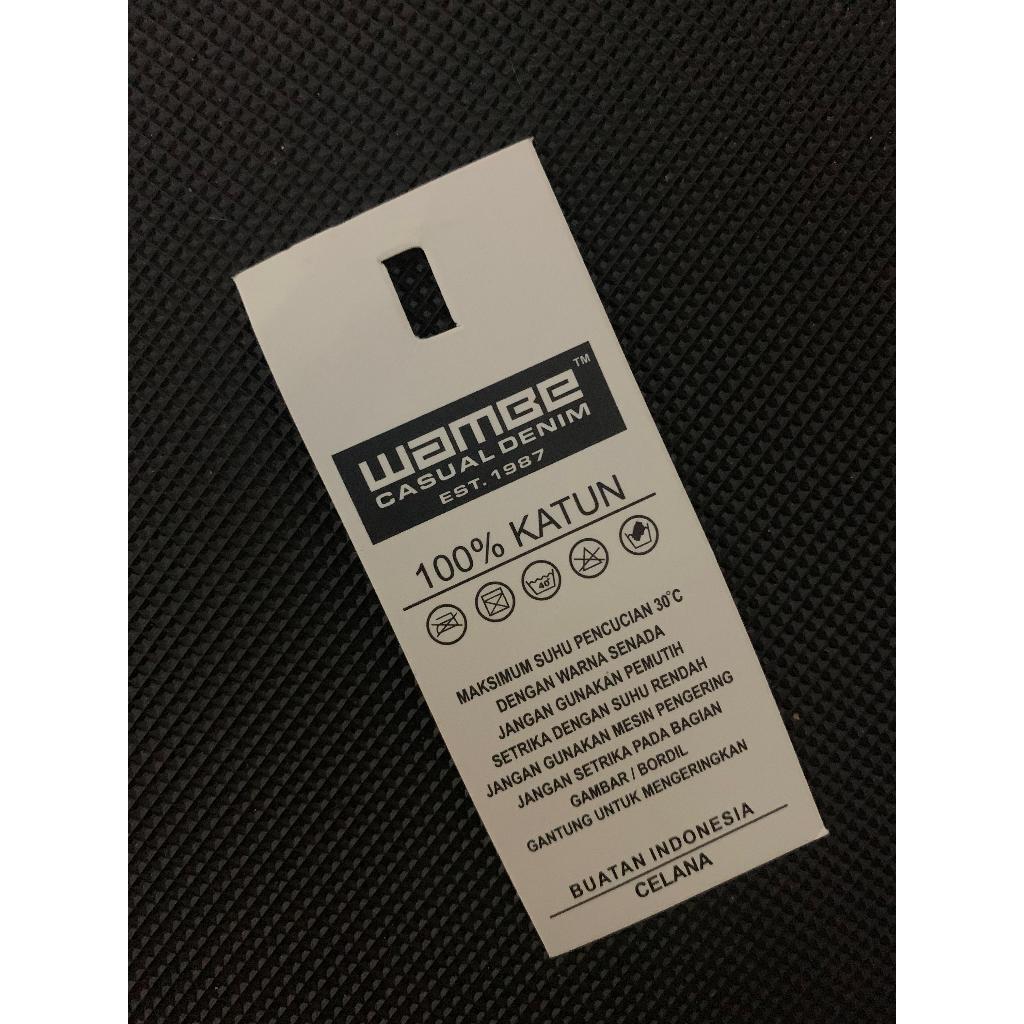 WAMBE™
CASUAL DENIM
EST. 1987
100% KATUN
40°
MAKSIMUM SUHU PENCUCIAN 30°C
DENGAN WARNA SENADA
JANGAN GUNAKAN PEMUTIH
SETRIKA DENGAN SUHU RENDAH
JANGAN GUNAKAN MESIN PENGERING
JANGAN SETRIKA PADA BAGIAN
GAMBAR / BORDIL
GANTUNG UNTUK MENGERINGKAN
BUATAN INDONESIA
CELANA